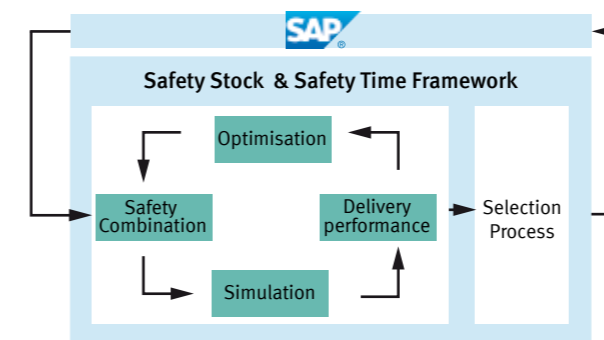 SAP®
Safety Stock & Safety Time Framework
Optimisation
Safety
Combination
Delivery
performance
Selection
Process
Simulation